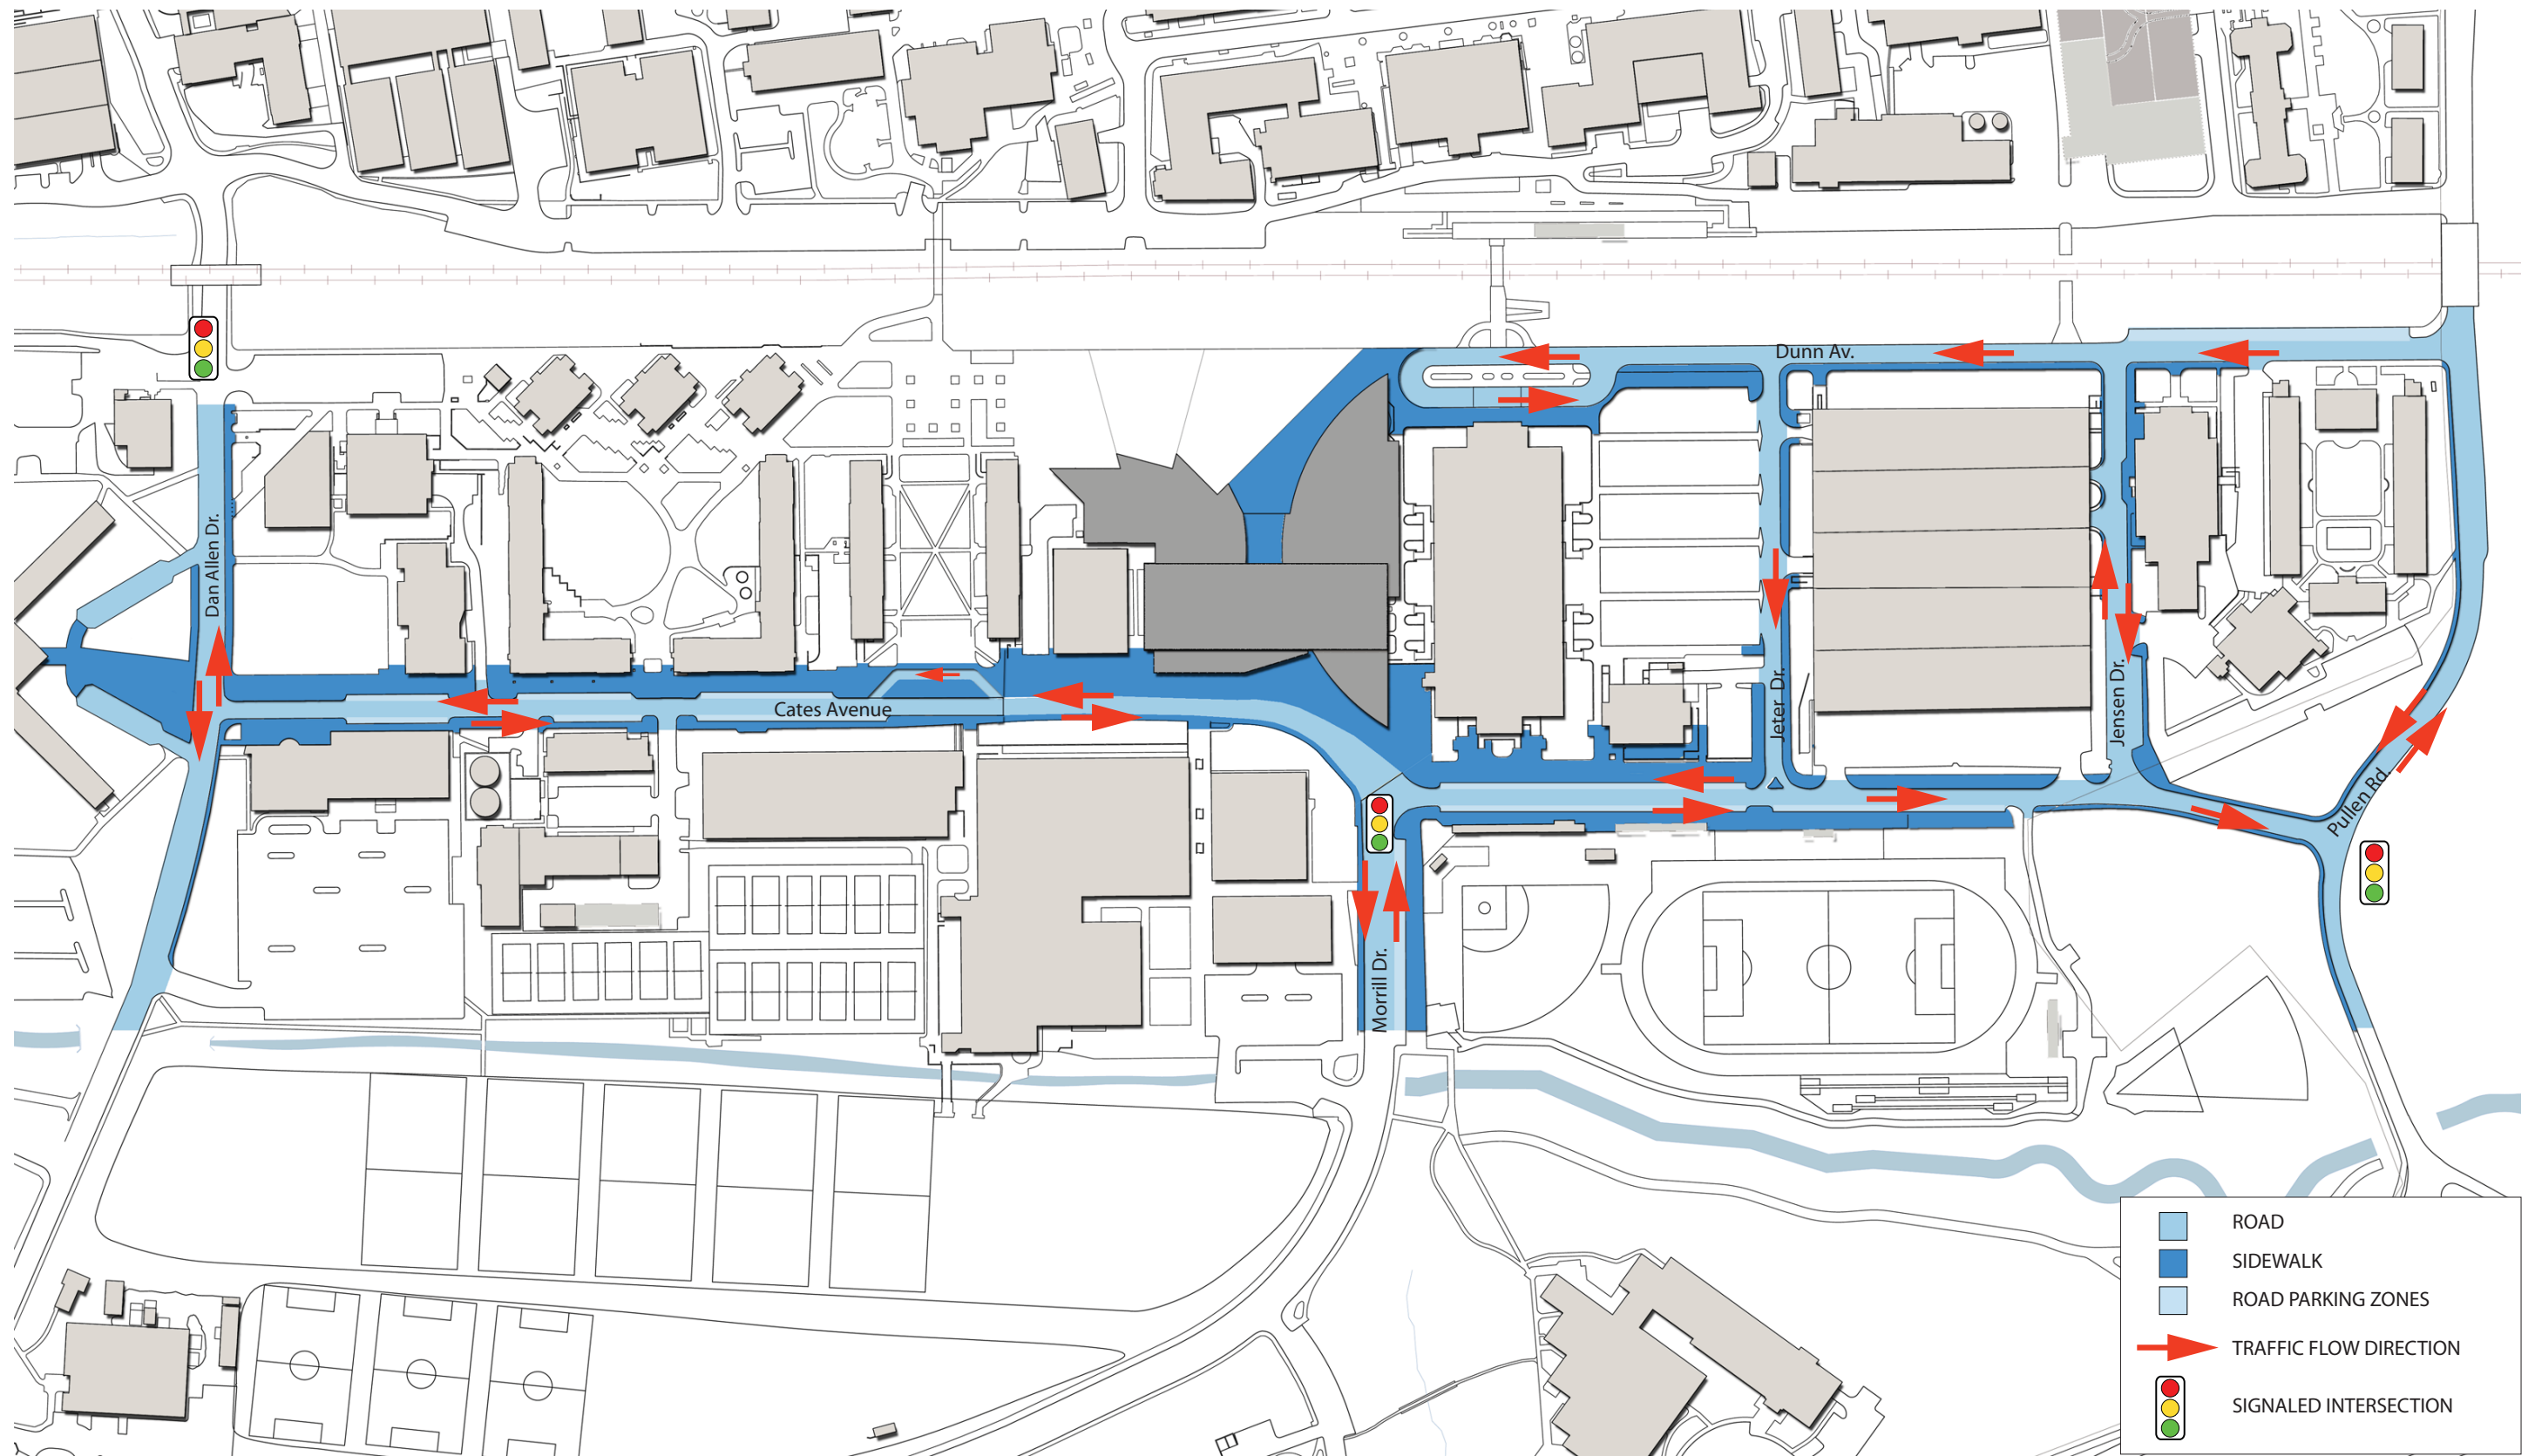 Dunn Av.
Dan Allen Dr.
Cates Avenue
Jeter Dr.
Jensen Dr.
Pullen Rd.
Morrill Dr.
ROAD
SIDEWALK
ROAD PARKING ZONES
TRAFFIC FLOW DIRECTION
SIGNALED INTERSECTION